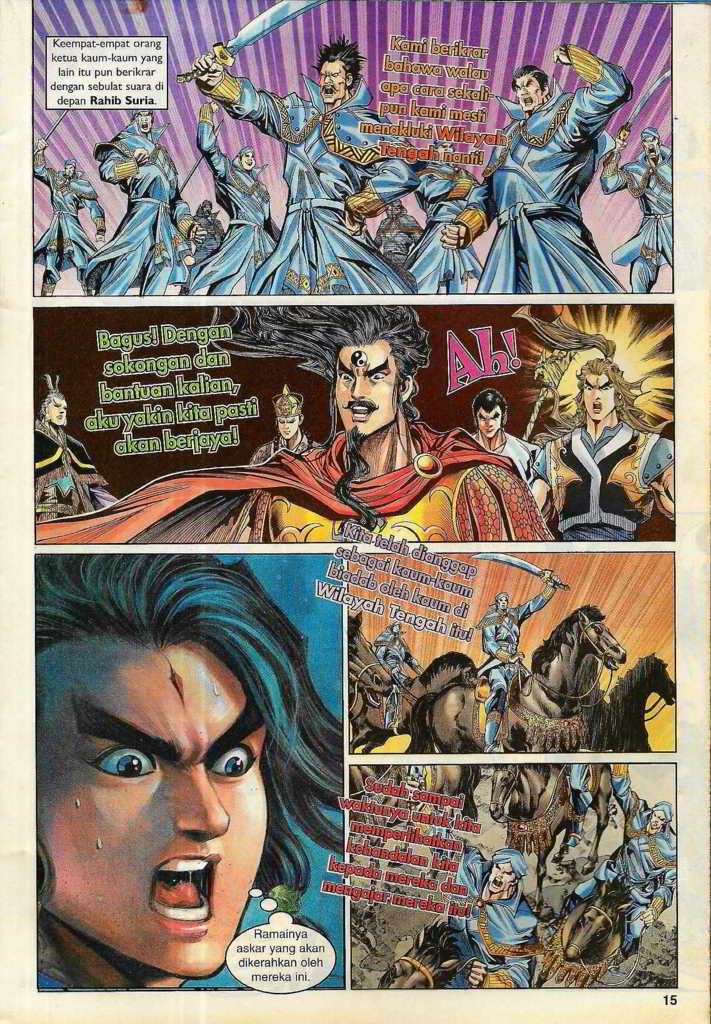 Keempat-empat orang
ketua kaum-kaum yang
lain itu pun berikrar
dengan sebulat suara di
depan Rahib Suria.
Kami berikrar
bahawa walau
apa cara sekali-
pun kami mesti
menakluki Wilayah
Tengah nanti!
Bagus! Dengan
sokongan dan
bantuan kalian,
aku yakin kita pasti
akan berjaya!
Ah!
Kita telah dianggap
sebagai kaum-kaum
biadab oleh kaum di
Wilayah Tengah itu!
Ramainya
askar yang akan
dikerahkan oleh
mereka ini.
Sudah sampai
waktunya untuk kita
memperlihatkan
kehandalan kita
kepada mereka dan
mengajar mereka itu!
15